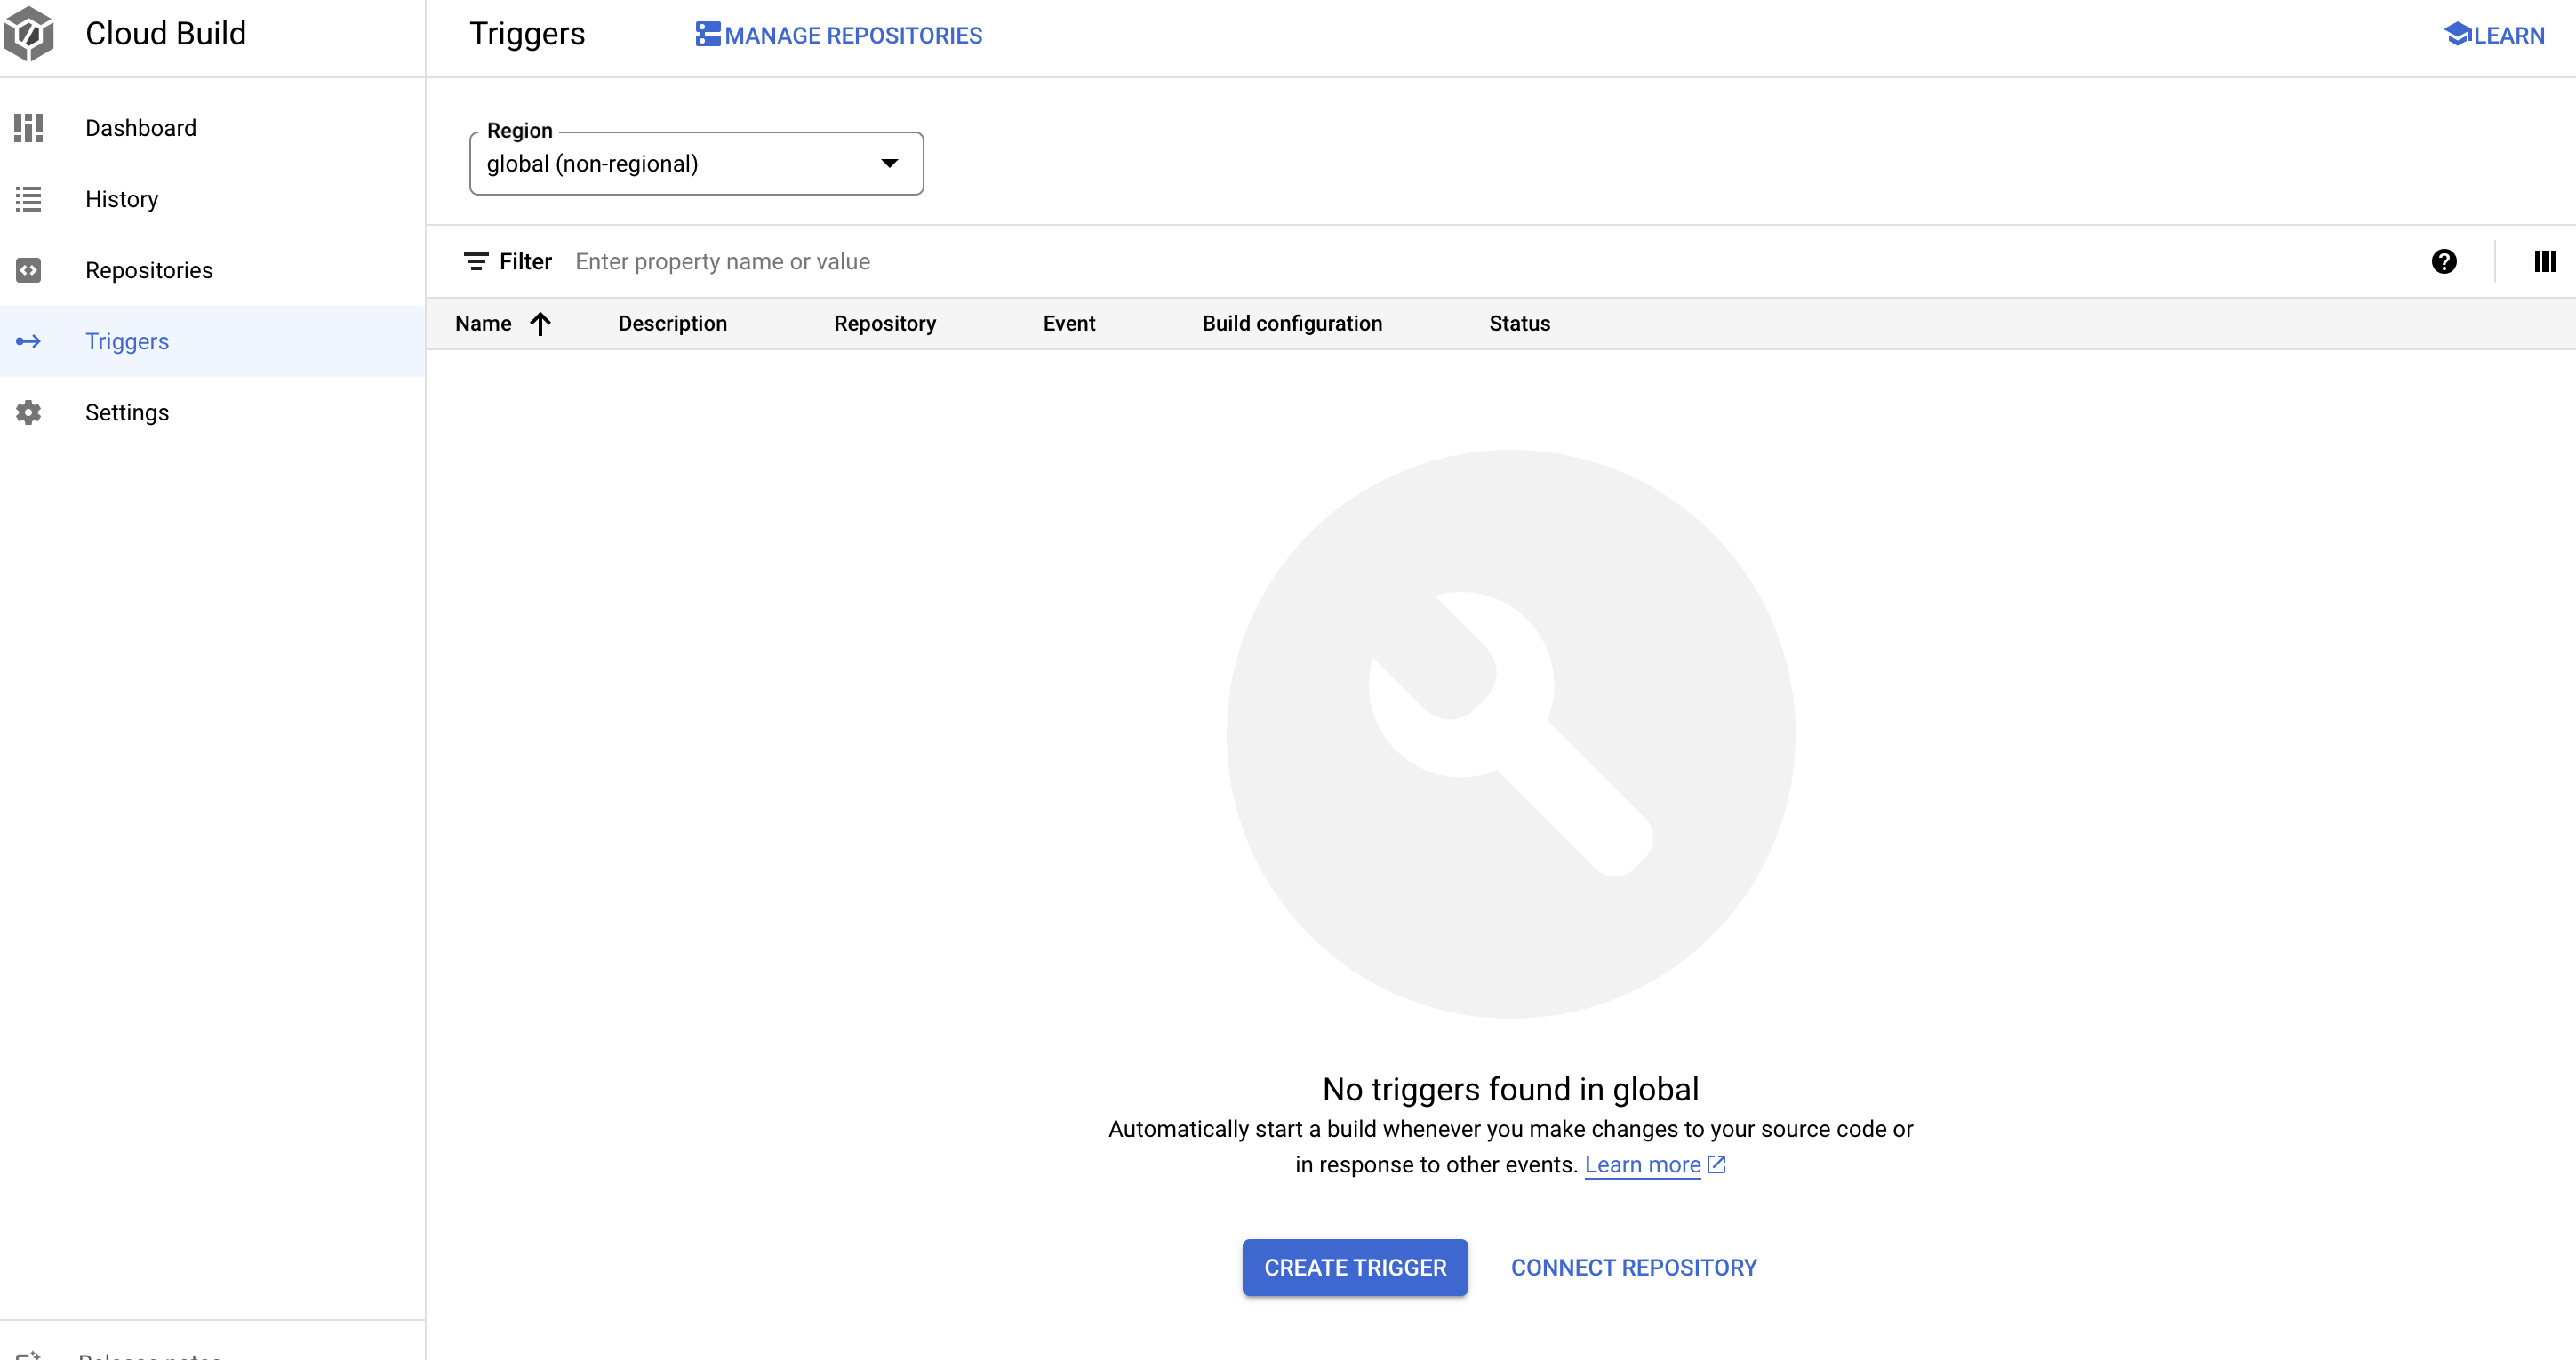 Cloud Build
Triggers
MANAGE REPOSITORIES
LEARN
Dashboard
History
Repositories
Triggers
Settings
Region
global (non-regional)
Filter Enter property name or value
Name Description Repository Event Build configuration Status
No triggers found in global
Automatically start a build whenever you make changes to your source code or
in response to other events. Learn more
CREATE TRIGGER CONNECT REPOSITORY
Release notes